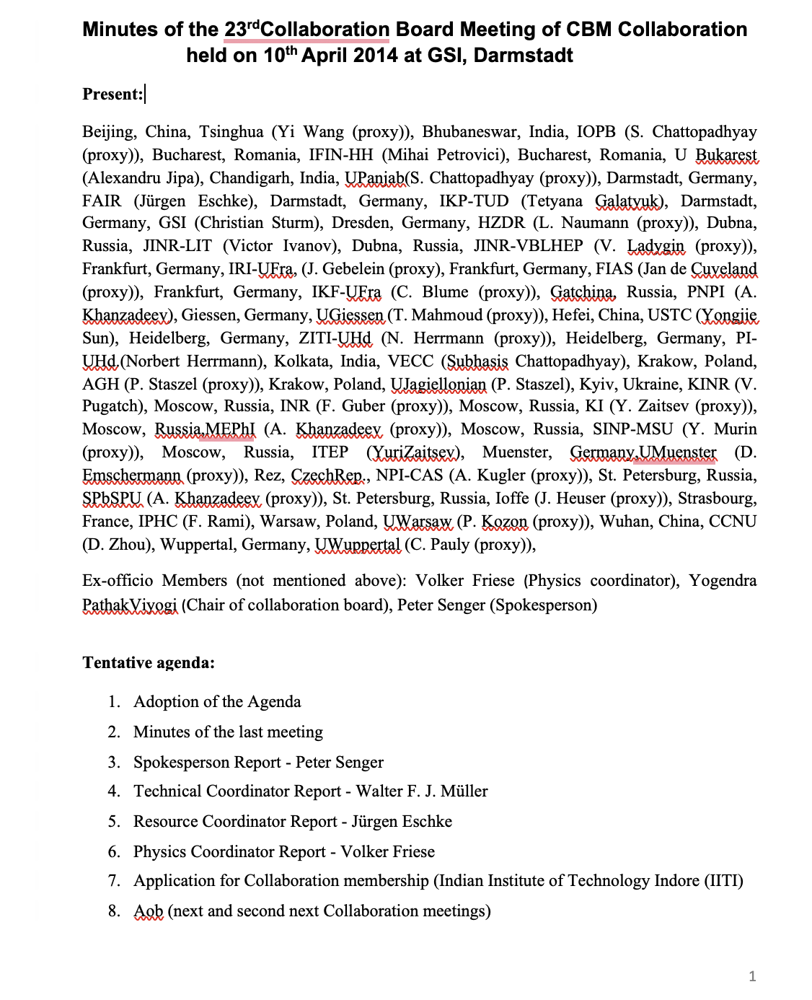 Minutes of the 23rdCollaboration Board Meeting of CBM Collaboration
held on 10th April 2014 at GSI, Darmstadt
Present:
Beijing, China, Tsinghua (Yi Wang (proxy)), Bhubaneswar, India, IOPB (S. Chattopadhyay
(proxy)), Bucharest, Romania, IFIN-HH (Mihai Petrovici), Bucharest, Romania, U Bukarest
(Alexandru Jipa), Chandigarh, India, UPanjab(S. Chattopadhyay (proxy)), Darmstadt, Germany,
FAIR (Jürgen Eschke), Darmstadt, Germany, IKP-TUD (Tetyana Galatyuk), Darmstadt,
Germany, GSI (Christian Sturm), Dresden, Germany, HZDR (L. Naumann (proxy)), Dubna,
Russia, JINR-LIT (Victor Ivanov), Dubna, Russia, JINR-VBLHEP (V. Ladygin (proxy)),
Frankfurt, Germany, IRI-UFra, (J. Gebelein (proxy), Frankfurt, Germany, FIAS (Jan de Cuveland
(proxy)), Frankfurt, Germany, IKF-UFra (C. Blume (proxy)), Gatchina, Russia, PNPI (A.
Khanzadeev), Giessen, Germany, UGiessen (T. Mahmoud (proxy)), Hefei, China, USTC (Yongjie
Sun), Heidelberg, Germany, ZITI-UHd (N. Herrmann (proxy)), Heidelberg, Germany, PI-
UHd.(Norbert Herrmann), Kolkata, India, VECC (Subhasis Chattopadhyay), Krakow, Poland,
AGH (P. Staszel (proxy)), Krakow, Poland, UJagiellonian (P. Staszel), Kyiv, Ukraine, KINR (V.
Pugatch), Moscow, Russia, INR (F. Guber (proxy)), Moscow, Russia, KI (Y. Zaitsev (proxy)),
Moscow, Russia,MEPhI (A. Khanzadeev (proxy)), Moscow, Russia, SINP-MSU (Y. Murin
(proxy)), Moscow, Russia, ITEP (YuriZaitsev), Muenster, Germany,UMuenster (D.
Emschermann (proxy)), Rez, CzechRep., NPI-CAS (A. Kugler (proxy)), St. Petersburg, Russia,
SPbSPU (A. Khanzadeev (proxy)), St. Petersburg, Russia, Ioffe (J. Heuser (proxy)), Strasbourg,
France, IPHC (F. Rami), Warsaw, Poland, UWarsaw (P. Kozon (proxy)), Wuhan, China, CCNU
(D. Zhou), Wuppertal, Germany, UWuppertal (C. Pauly (proxy)),
Ex-officio Members (not mentioned above): Volker Friese (Physics coordinator), Yogendra
PathakViyogi (Chair of collaboration board), Peter Senger (Spokesperson)
Tentative agenda:
1. Adoption of the Agenda
2. Minutes of the last meeting
3. Spokesperson Report - Peter Senger
4. Technical Coordinator Report - Walter F. J. Müller
5. Resource Coordinator Report - Jürgen Eschke
6. Physics Coordinator Report - Volker Friese
7. Application for Collaboration membership (Indian Institute of Technology Indore (IITI)
8. Aob (next and second next Collaboration meetings)
1